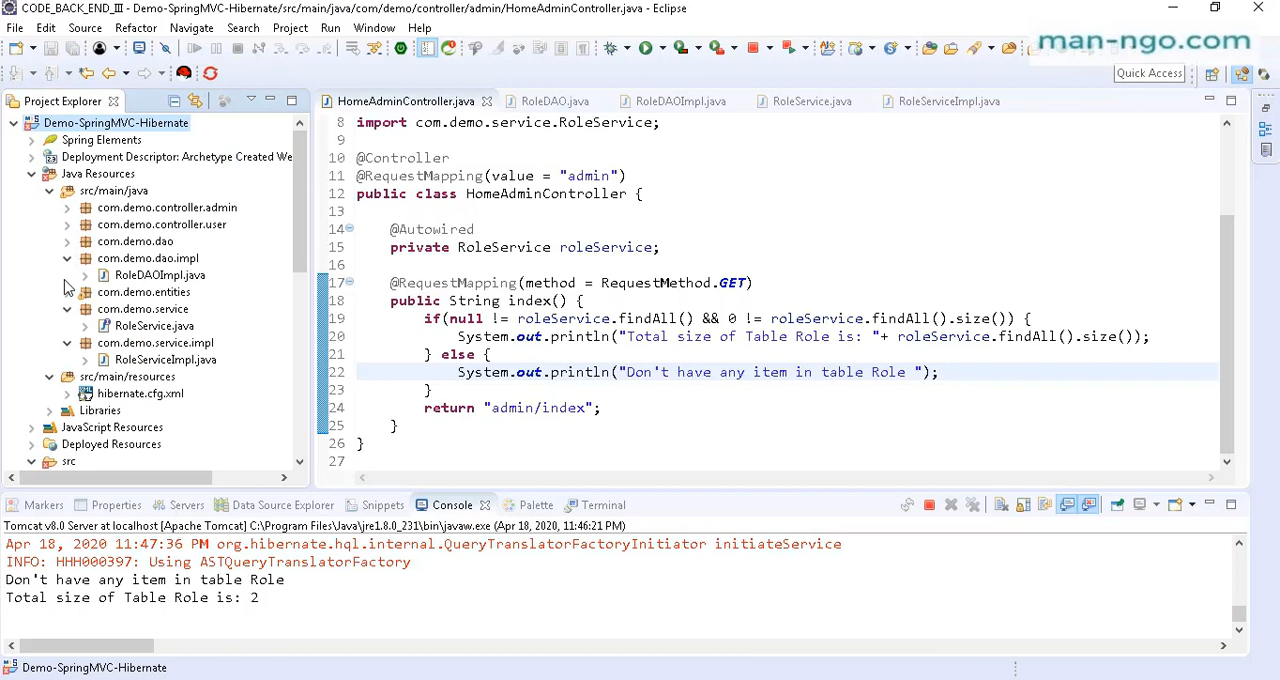 CODE_BACK_END_III - Demo-SpringMVC-Hibernate/src/main/java/com/demo/controller/admin/HomeAdminController.java - Eclipse
File Edit Source Refactor Navigate Search Project Run Window Help
man-ngo.com
Quick Access
Project Explorer
HomeAdminController.java RoleDAO.java RoleDAOImpl.java RoleService.java RoleServiceImpl.java
Demo-SpringMVC-Hibernate
Spring Elements
Deployment Descriptor: Archetype Created We
Java Resources
src/main/java
com.demo.controller.admin
com.demo.controller.user
com.demo.dao
com.demo.dao.impl
RoleDAOImpl.java
com.demo.entities
com.demo.service
RoleService.java
com.demo.service.impl
RoleServiceImpl.java
src/main/resources
hibernate.cfg.xml
Libraries
JavaScript Resources
Deployed Resources
src
8 import com.demo.service.RoleService;
9
10 @Controller
11 @RequestMapping(value = "admin")
12 public class HomeAdminController {
13
14 @Autowired
15 private RoleService roleService;
16
17 @RequestMapping(method = RequestMethod.GET)
18 public String index() {
19 if(null != roleService.findAll() && 0 != roleService.findAll().size()) {
20 System.out.println("Total size of Table Role is: "+ roleService.findAll().size());
21 } else {
22 System.out.println("Don't have any item in table Role ");
23 }
24 return "admin/index";
25 }
26 }
27
Markers Properties Servers Data Source Explorer Snippets Console Palette Terminal
Tomcat v8.0 Server at localhost [Apache Tomcat] C:\Program Files\Java\jre1.8.0_231\bin\javaw.exe (Apr 18, 2020, 11:46:21 PM)
Apr 18, 2020 11:47:36 PM org.hibernate.hql.internal.QueryTranslatorFactoryInitiator initiateService
INFO: HHH000397: Using ASTQueryTranslatorFactory
Don't have any item in table Role
Total size of Table Role is: 2
Demo-SpringMVC-Hibernate